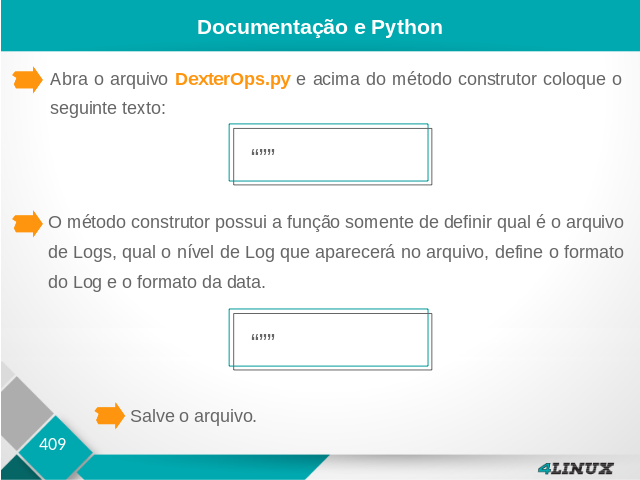 Documentação e Python
Abra o arquivo DexterOps.py e acima do método construtor coloque o
seguinte texto:
“””
O método construtor possui a função somente de definir qual é o arquivo
de Logs, qual o nível de Log que aparecerá no arquivo, define o formato
do Log e o formato da data.
“””
Salve o arquivo.
409
4LINUX